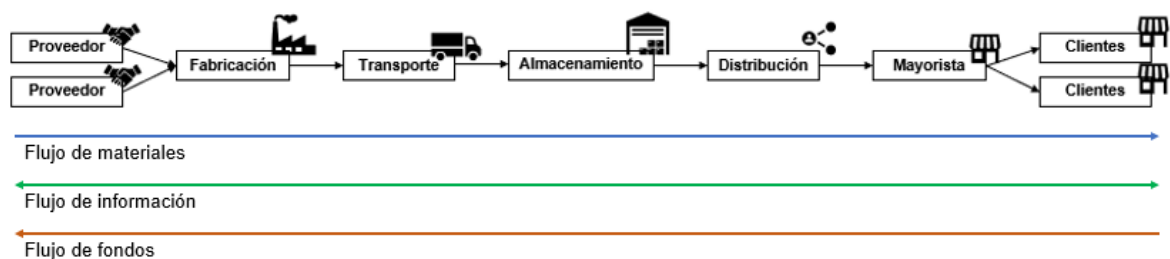 Proveedor
Proveedor
Fabricación
Transporte
Almacenamiento
Distribución
Mayorista
Clientes
Clientes
Flujo de materiales
Flujo de información
Flujo de fondos